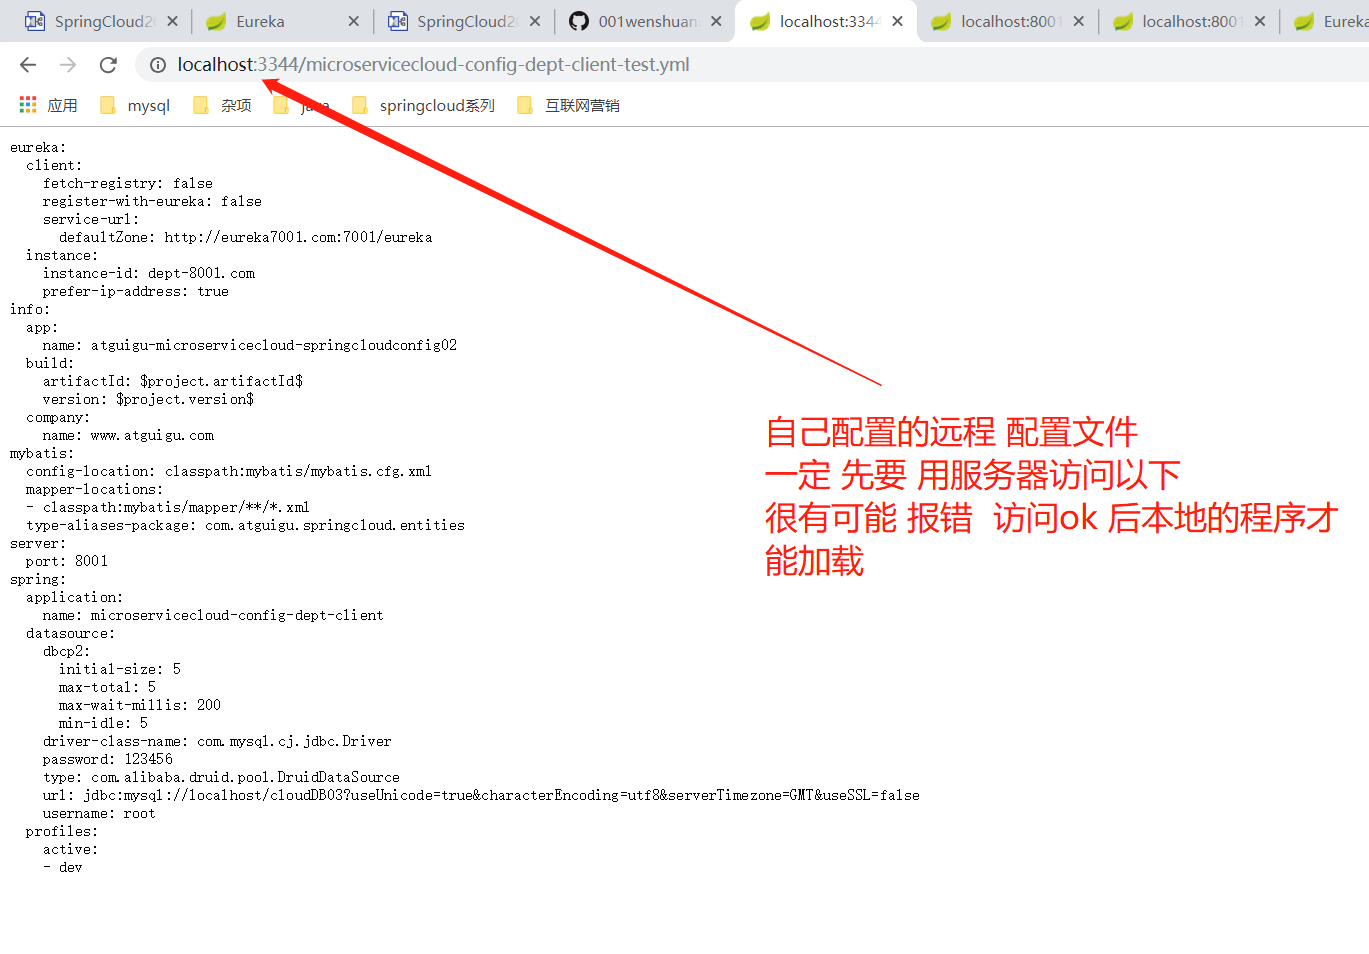 SpringCloud2
Eureka
SpringCloud2
001wenshuan
localhost:3344
localhost:8001
localhost:8001
Eureka
localhost:3344/microservicecloud-config-dept-client-test.yml
应用
mysql
杂项
java
springcloud系列
互联网营销
eureka:
  client:
    fetch-registry: false
    register-with-eureka: false
    service-url:
      defaultZone: http://eureka7001.com:7001/eureka
  instance:
    instance-id: dept-8001.com
    prefer-ip-address: true
info:
  app:
    name: atguigu-microservicecloud-springcloudconfig02
  build:
    artifactId: $project.artifactId$
    version: $project.version$
  company:
    name: www.atguigu.com
mybatis:
  config-location: classpath:mybatis/mybatis.cfg.xml
  mapper-locations:
    - classpath:mybatis/mapper/**/*.xml
  type-aliases-package: com.atguigu.springcloud.entities
server:
  port: 8001
spring:
  application:
    name: microservicecloud-config-dept-client
  datasource:
    dbcp2:
      initial-size: 5
      max-total: 5
      max-wait-millis: 200
      min-idle: 5
    driver-class-name: com.mysql.cj.jdbc.Driver
    password: 123456
    type: com.alibaba.druid.pool.DruidDataSource
    url: jdbc:mysql://localhost/cloudDB03?useUnicode=true&characterEncoding=utf8&serverTimezone=GMT&useSSL=false
    username: root
  profiles:
    active:
    - dev
自己配置的远程 配置文件
一定 先要 用服务器访问以下
很有可能 报错 访问ok 后本地的程序才
能加载